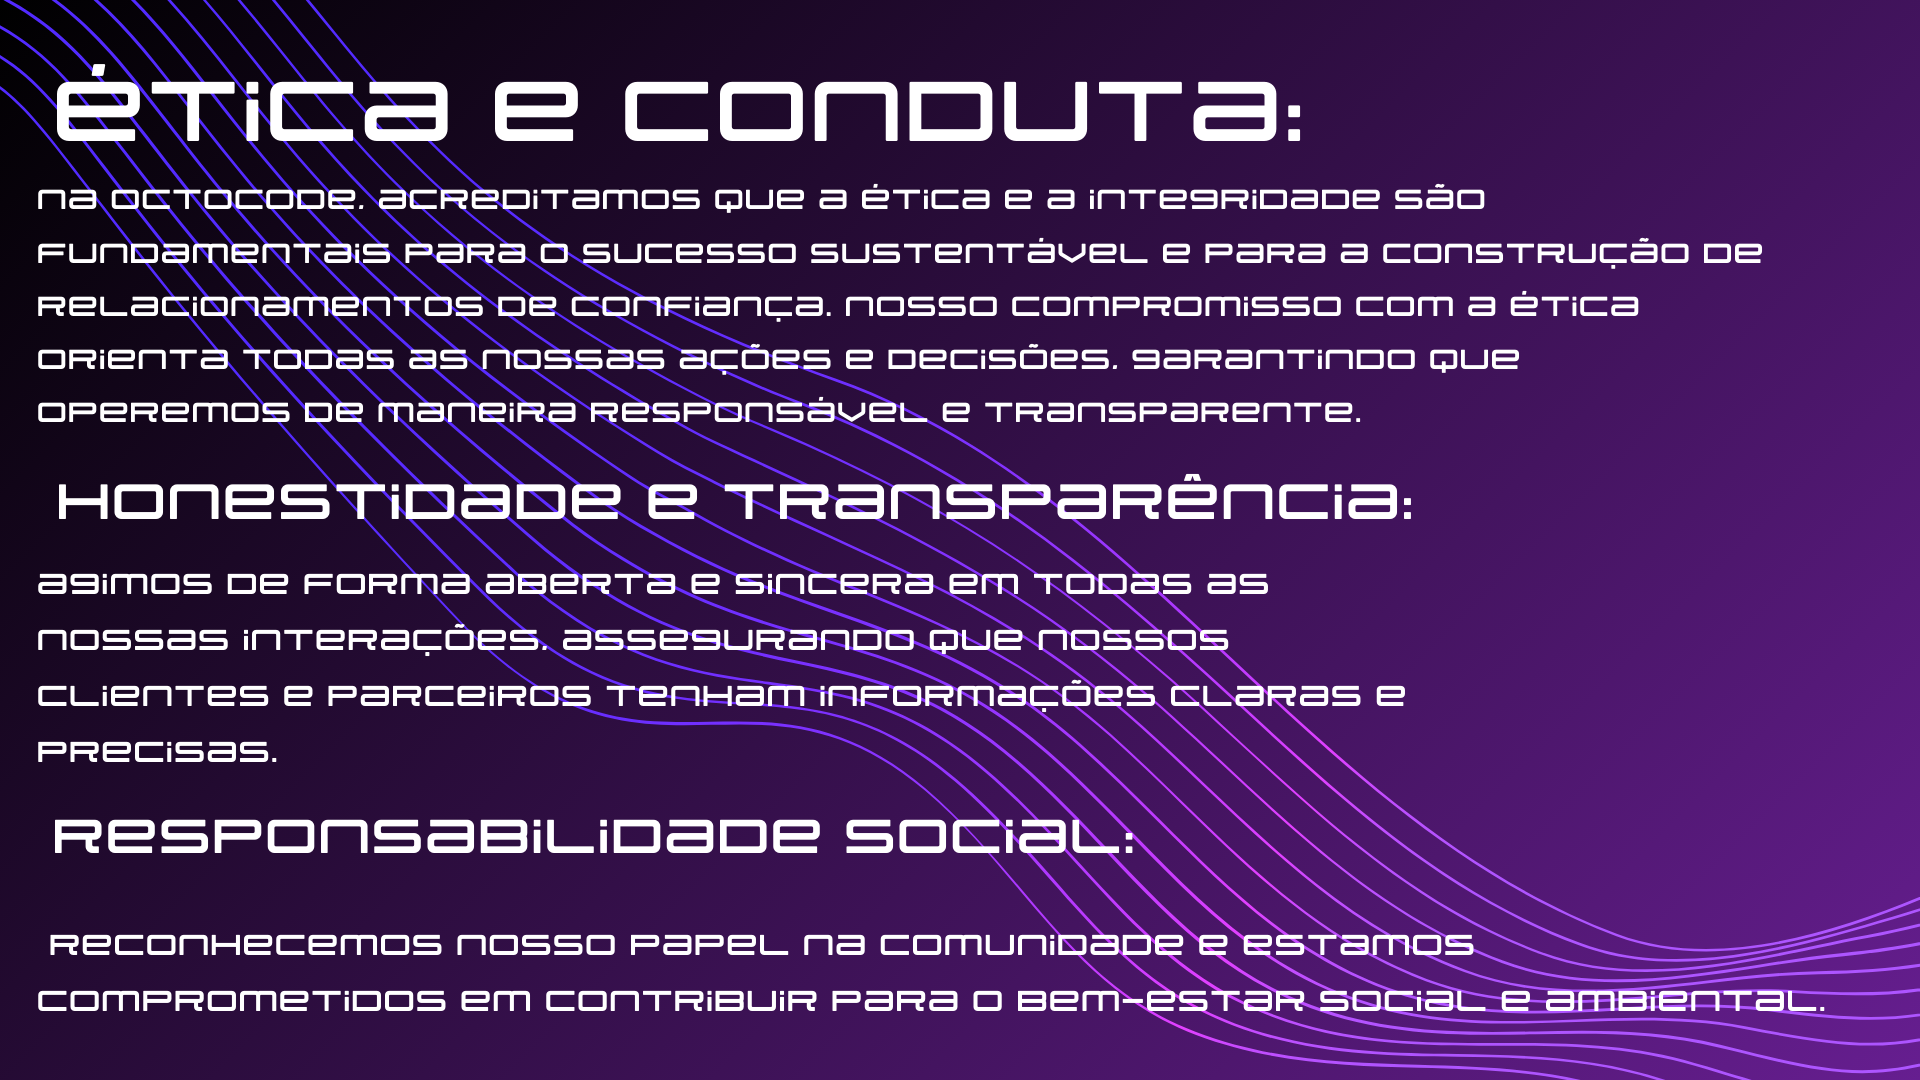 Ética e Conduta:
Na Octocode, acreditamos que a ética e a integridade são
fundamentais para o sucesso sustentável e para a construção de
relacionamentos de confiança. Nosso compromisso com a ética
orienta todas as nossas ações e decisões, garantindo que
operemos de maneira responsável e transparente.
Honestidade e Transparência:
Agimos de forma aberta e sincera em todas as
nossas interações, assegurando que nossos
clientes e parceiros tenham informações claras e
precisas.
Responsabilidade Social:
Reconhecemos nosso papel na comunidade e estamos
comprometidos em contribuir para o bem-estar social e ambiental.